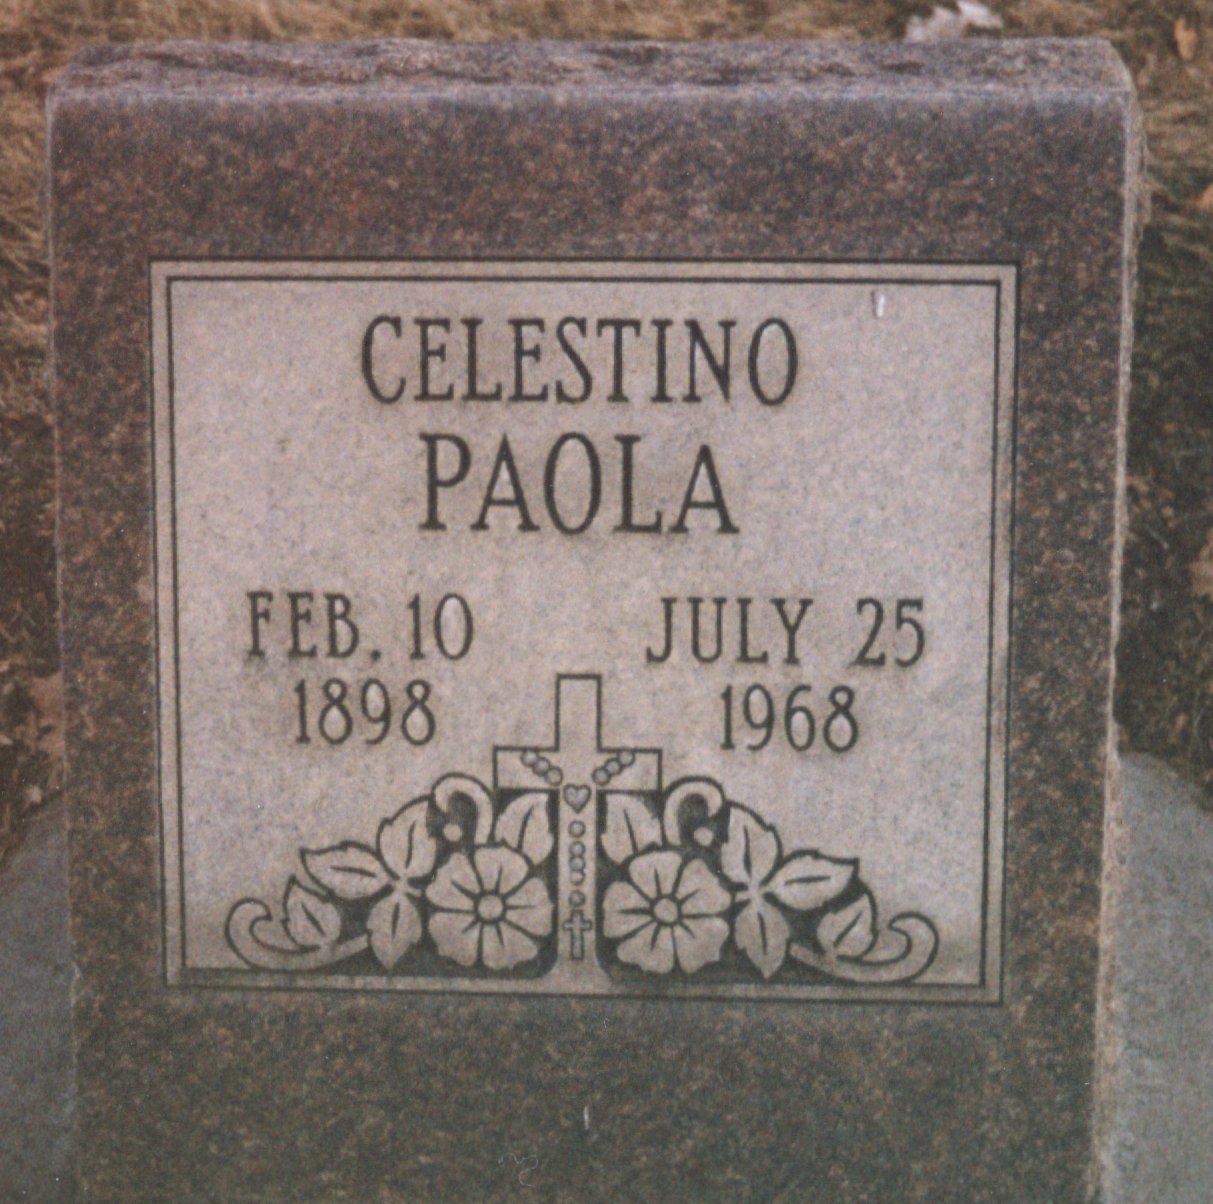 CELESTINO
PAOLA
FEB. 10 JULY 25
1898 1968